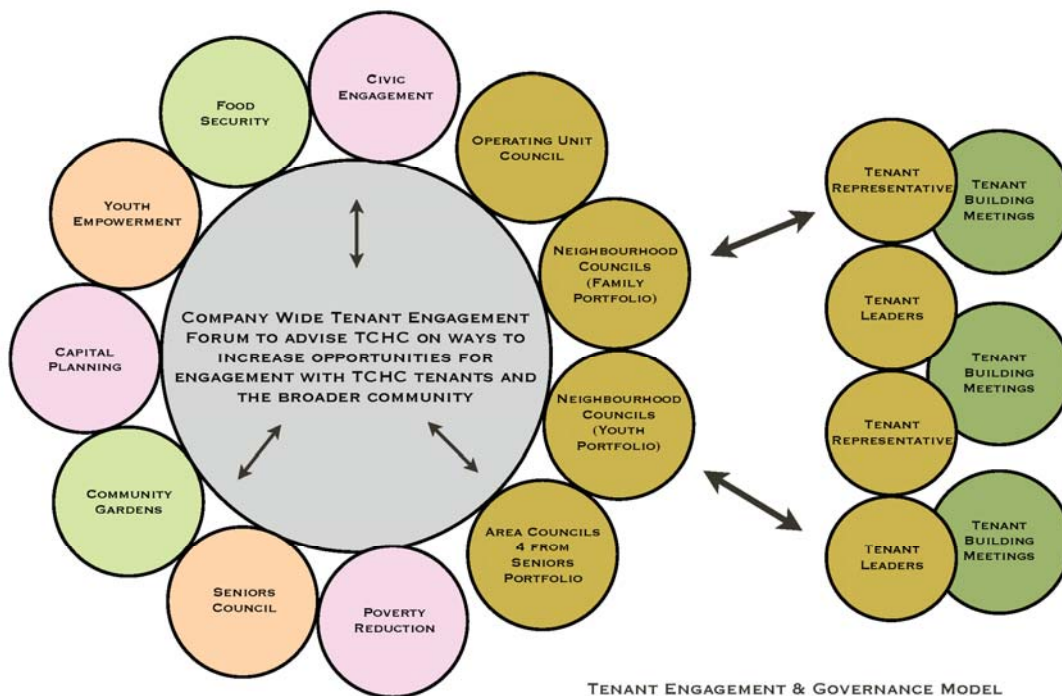 CIVIC
ENGAGEMENT
FOOD
SECURITY
OPERATING UNIT
COUNCIL
YOUTH
EMPOWERMENT
NEIGHBOURHOOD
COUNCILS
(FAMILY
PORTFOLIO)
COMPANY WIDE TENANT ENGAGEMENT
FORUM TO ADVISE TCHC ON WAYS TO
INCREASE OPPORTUNITIES FOR
ENGAGEMENT WITH TCHC TENANTS AND
THE BROADER COMMUNITY
CAPITAL
PLANNING
NEIGHBOURHOOD
COUNCILS
(YOUTH
PORTFOLIO)
COMMUNITY
GARDENS
AREA COUNCILS
4 FROM
SENIORS
PORTFOLIO
SENIORS
COUNCIL
POVERTY
REDUCTION
TENANT
REPRESENTATIVE
TENANT
BUILDING
MEETINGS
TENANT
LEADERS
TENANT
BUILDING
MEETINGS
TENANT
REPRESENTATIVE
TENANT
BUILDING
MEETINGS
TENANT
LEADERS
TENANT ENGAGEMENT & GOVERNANCE MODEL